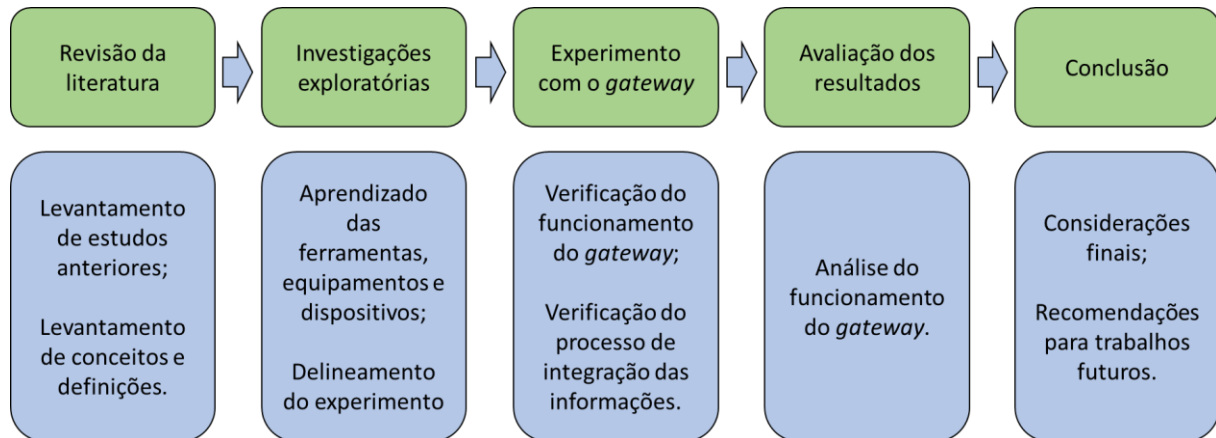 Revisão da
literatura
Investigações
exploratórias
Experimento
com o gateway
Avaliação dos
resultados
Conclusão
Levantamento
de estudos
anteriores;
Levantamento
de conceitos e
definições.
Aprendizado
das
ferramentas,
equipamentos e
dispositivos;
Delineamento
do experimento
Verificação do
funcionamento
do gateway;
Verificação do
processo de
integração das
informações.
Análise do
funcionamento
do gateway.
Considerações
finais;
Recomendações
para trabalhos
futuros.